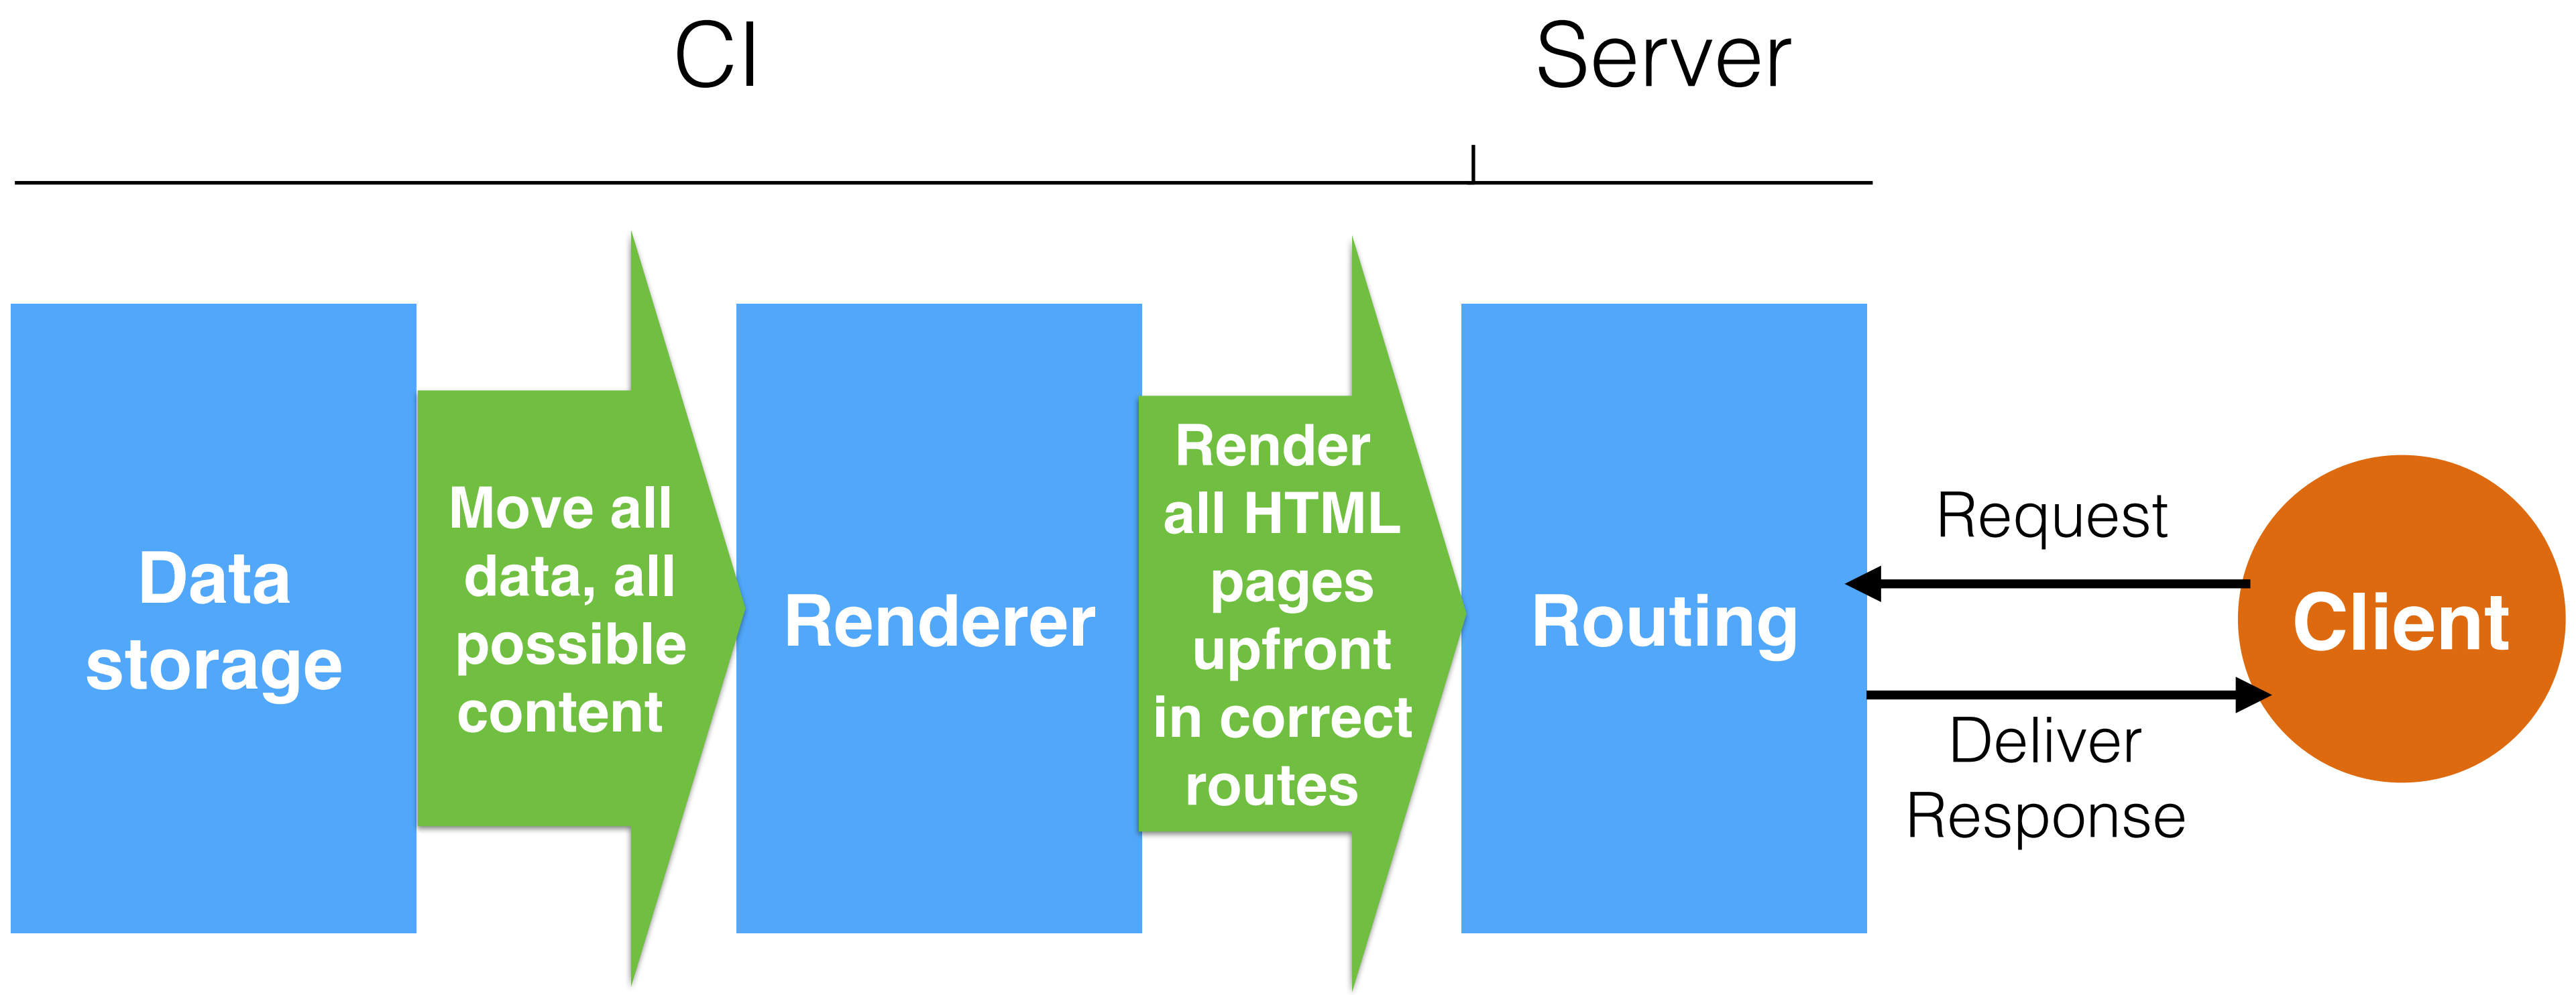 CI
Server
Data
storage
Move all
data, all
possible
content
Renderer
Render
all HTML
pages
upfront
in correct
routes
Routing
Request
Deliver
Response
Client